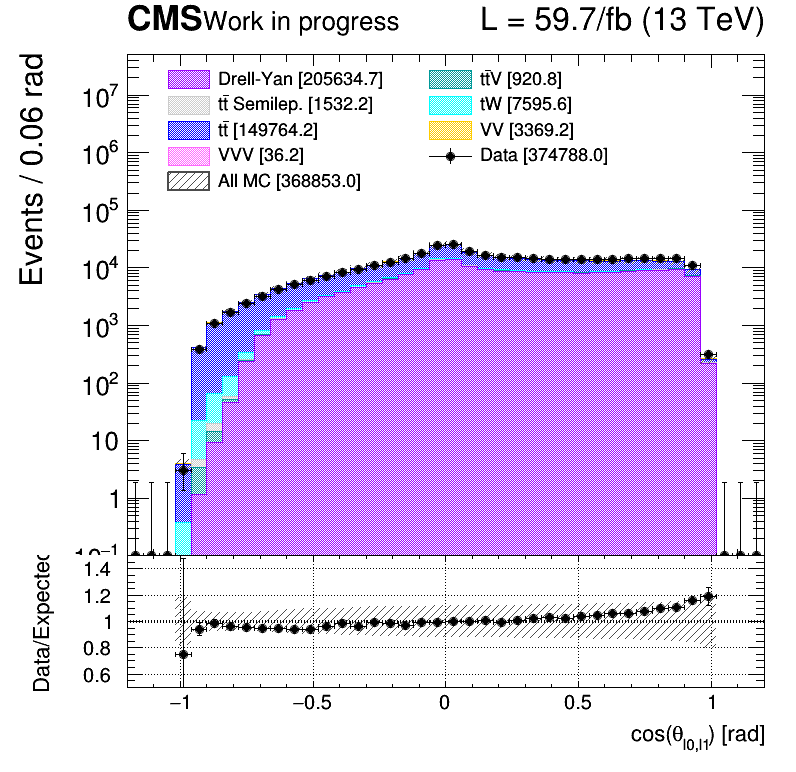 CMS Work in progress L = 59.7/fb (13 TeV)
Events / 0.06 rad
10⁷
10⁶
10⁵
10⁴
10³
10²
10
1
10⁻¹
Drell-Yan [205634.7]
tt̄ Semilep. [1532.2]
tt̄ [149764.2]
VVV [36.2]
All MC [368853.0]
tt̄V [920.8]
tW [7595.6]
VV [3369.2]
Data [374788.0]
Data/Expected
1.4
1.2
1
0.8
0.6
−1 −0.5 0 0.5 1
cos(θ_{l0,l1}) [rad]